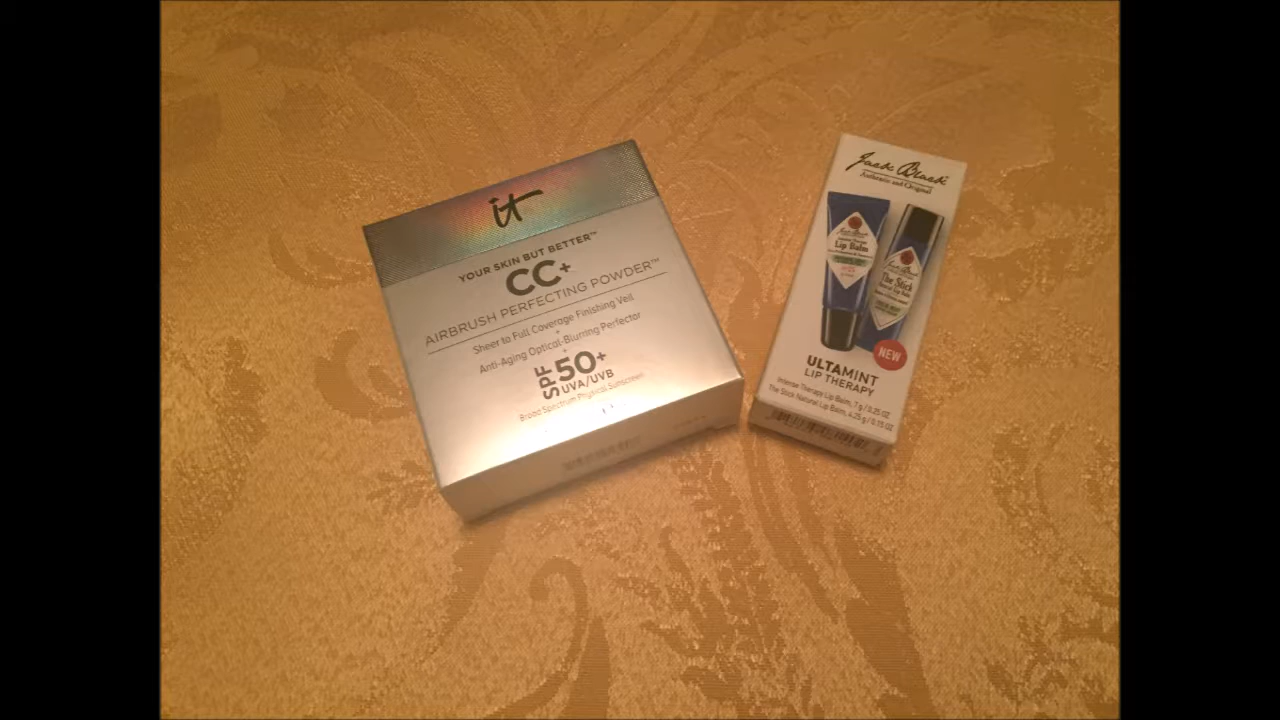 it
YOUR SKIN BUT BETTER™
CC+
AIRBRUSH PERFECTING POWDER™
Sheer to Full Coverage Finishing Veil
+
Anti-Aging Optical-Blurring Perfector
+
SPF 50+
UVA/UVB
Broad Spectrum Physical Sunscreen
Jack Black
Authentic and Original
Lip Balm
The Stick
NEW
ULTAMINT
LIP THERAPY
Intense Therapy Lip Balm, 7 g / 0.25 OZ
The Stick Natural Lip Balm, 4.25 g / 0.15 OZ